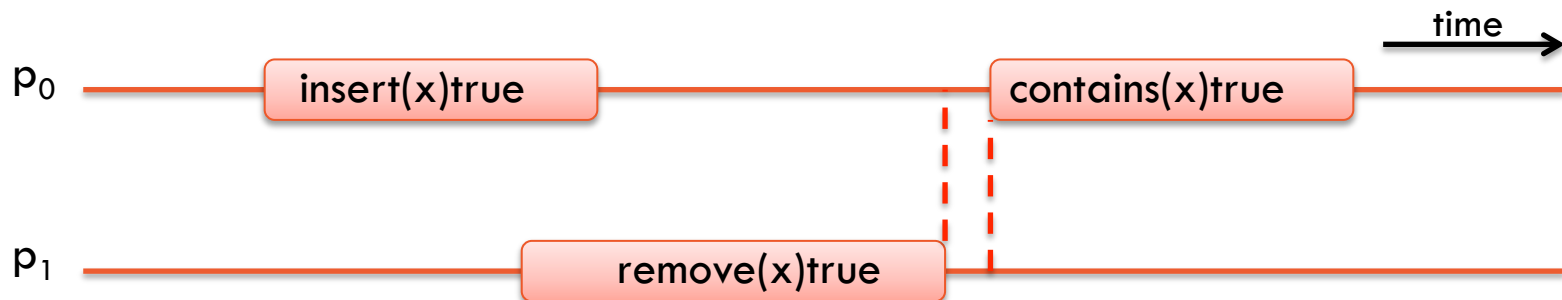 time
p₀ insert(x)true contains(x)true
p₁ remove(x)true